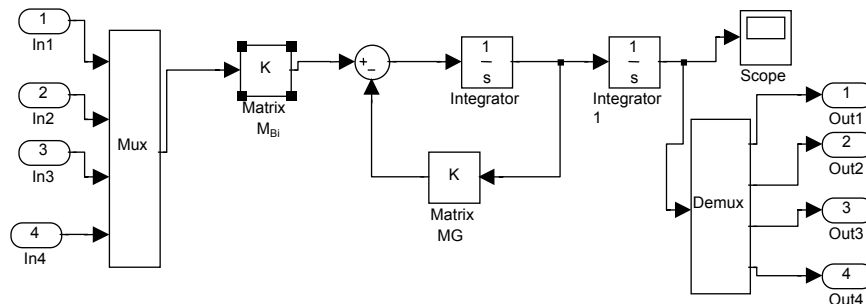 1
In1
2
In2
3
In3
4
In4
Mux
K
Matrix
M_Bi
+
−
1
s
Integrator
1
s
Integrator
1
K
Matrix
MG
Scope
Demux
1
Out1
2
Out2
3
Out3
4
Out4